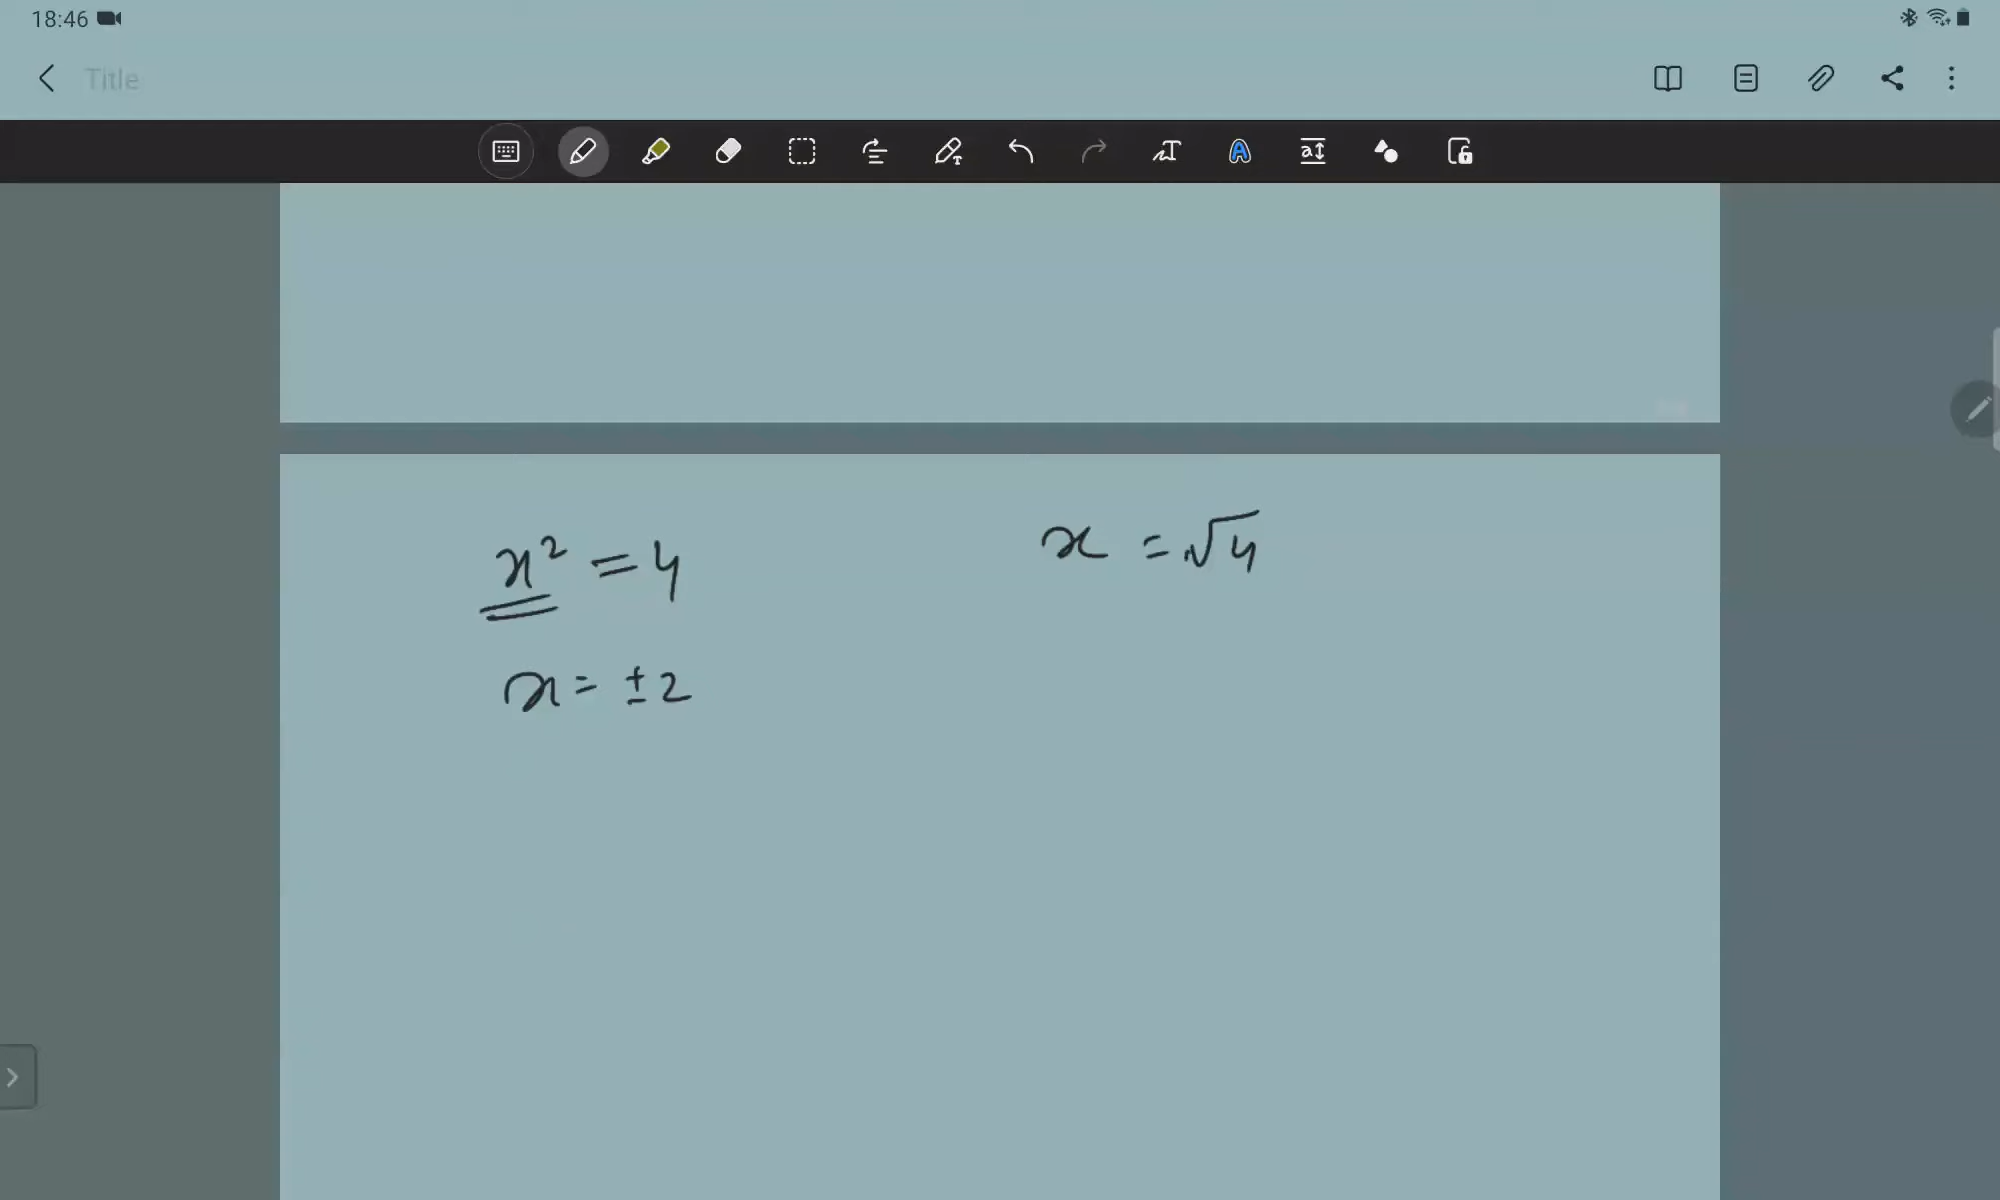 18:46
Title
x² = 4
x = √4
x = ±2